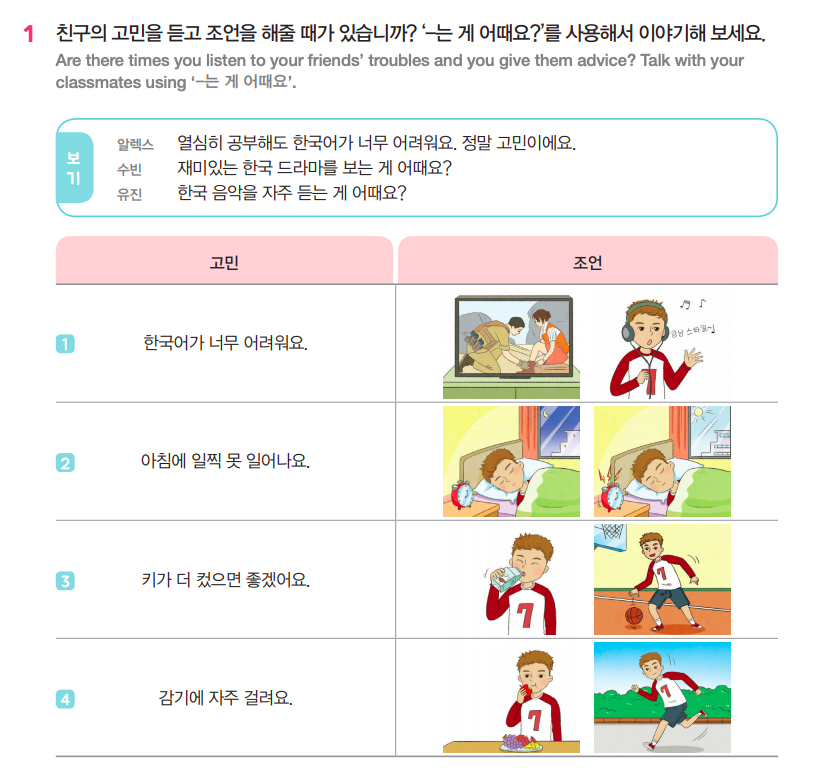 1 친구의 고민을 듣고 조언을 해줄 때가 있습니까? ‘–는 게 어때요?’를 사용해서 이야기해 보세요.
Are there times you listen to your friends’ troubles and you give them advice? Talk with your
classmates using ‘–는 게 어때요’.
보기
알렉스 열심히 공부해도 한국어가 너무 어려워요. 정말 고민이에요.
수빈 재미있는 한국 드라마를 보는 게 어때요?
유진 한국 음악을 자주 듣는 게 어때요?
고민 조언
1 한국어가 너무 어려워요.
강남 스타일~♩
2 아침에 일찍 못 일어나요.
3 키가 더 컸으면 좋겠어요.
7
7
4 감기에 자주 걸려요.
7
7